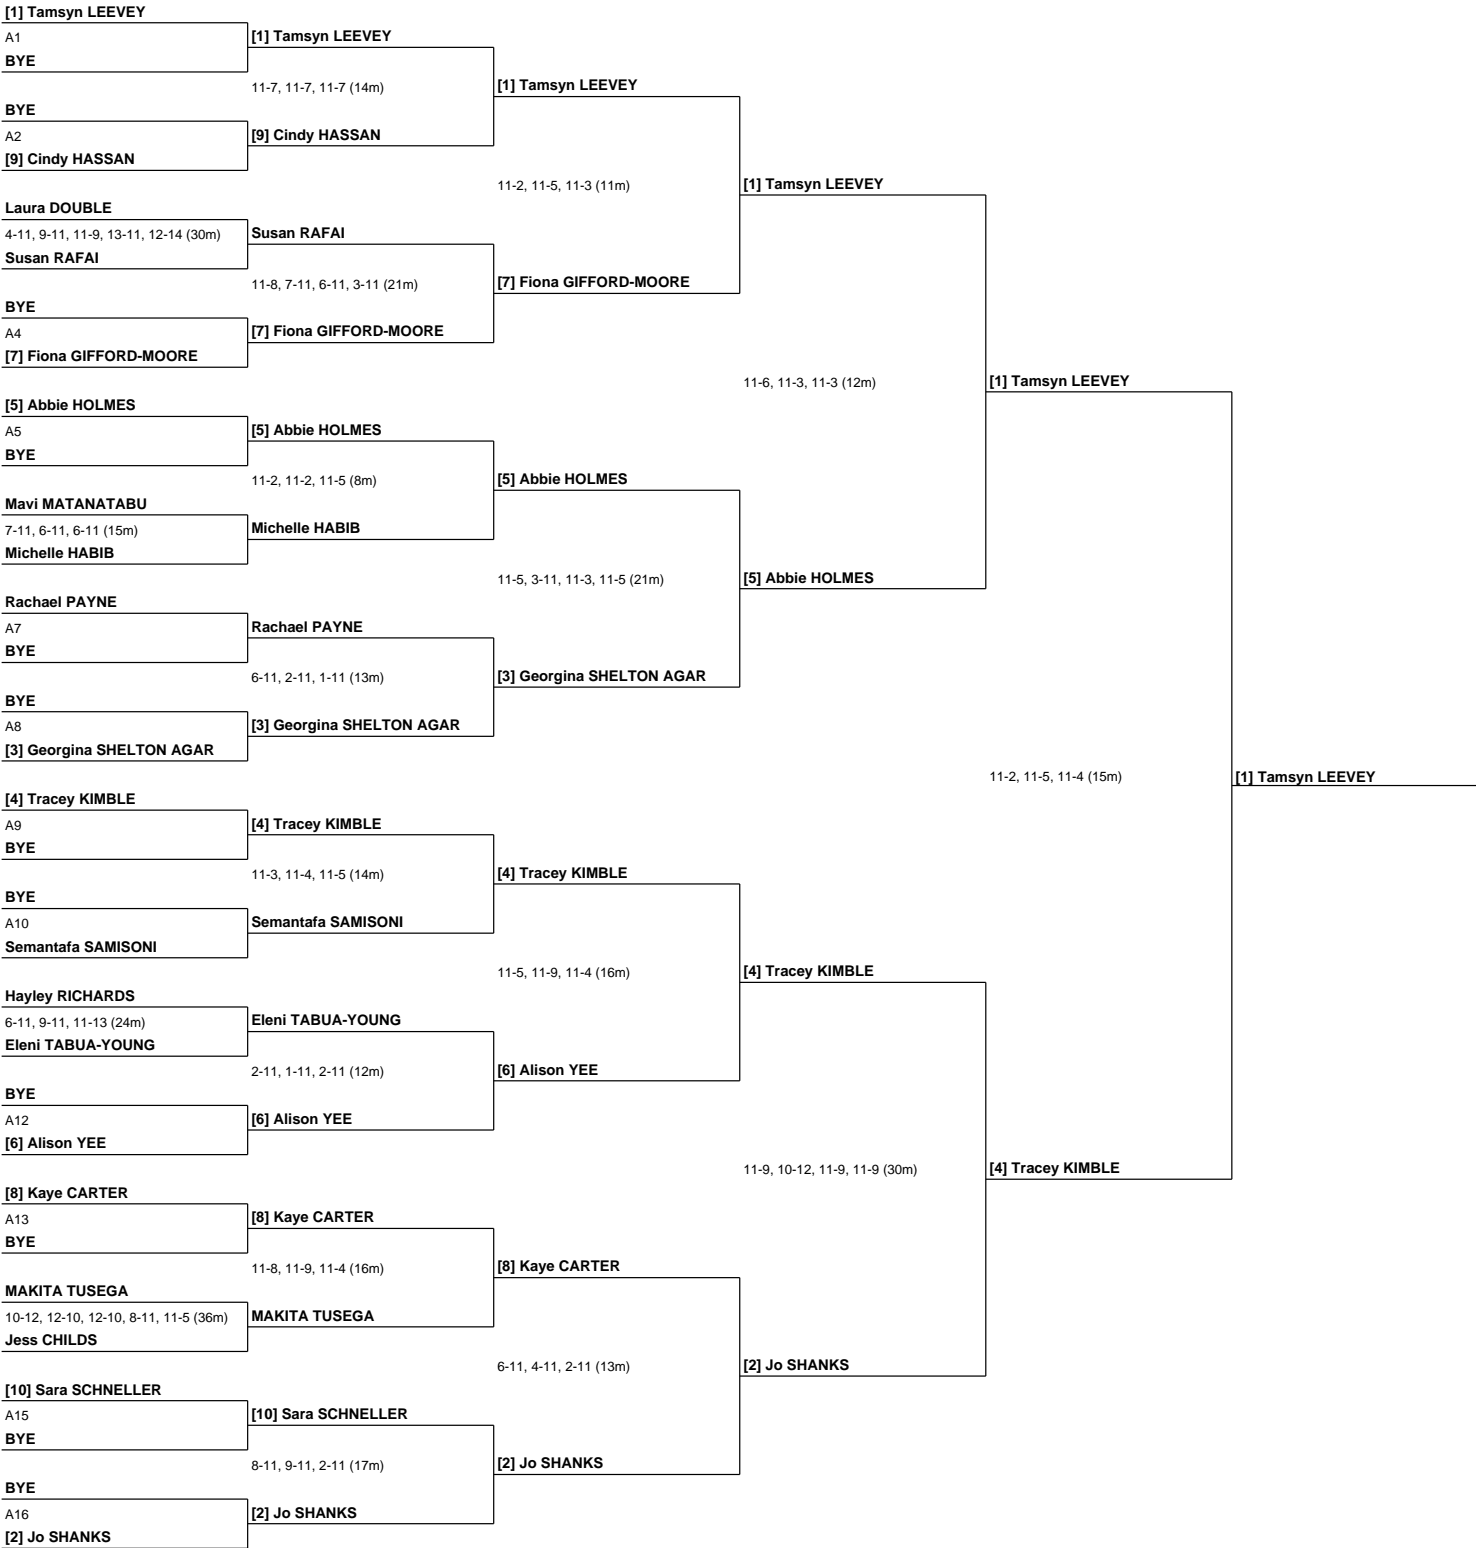 [1] Tamsyn LEEVEY
A1
[1] Tamsyn LEEVEY
BYE
11-7, 11-7, 11-7 (14m)
[1] Tamsyn LEEVEY
BYE
A2
[9] Cindy HASSAN
[9] Cindy HASSAN
11-2, 11-5, 11-3 (11m)
[1] Tamsyn LEEVEY
Laura DOUBLE
4-11, 9-11, 11-9, 13-11, 12-14 (30m)
Susan RAFAI
Susan RAFAI
11-8, 7-11, 6-11, 3-11 (21m)
[7] Fiona GIFFORD-MOORE
BYE
A4
[7] Fiona GIFFORD-MOORE
[7] Fiona GIFFORD-MOORE
11-6, 11-3, 11-3 (12m)
[1] Tamsyn LEEVEY
[5] Abbie HOLMES
A5
[5] Abbie HOLMES
BYE
11-2, 11-2, 11-5 (8m)
[5] Abbie HOLMES
Mavi MATANATABU
7-11, 6-11, 6-11 (15m)
Michelle HABIB
Michelle HABIB
11-5, 3-11, 11-3, 11-5 (21m)
[5] Abbie HOLMES
Rachael PAYNE
A7
Rachael PAYNE
BYE
6-11, 2-11, 1-11 (13m)
[3] Georgina SHELTON AGAR
BYE
A8
[3] Georgina SHELTON AGAR
[3] Georgina SHELTON AGAR
11-2, 11-5, 11-4 (15m)
[1] Tamsyn LEEVEY
[4] Tracey KIMBLE
A9
[4] Tracey KIMBLE
BYE
11-3, 11-4, 11-5 (14m)
[4] Tracey KIMBLE
BYE
A10
Semantafa SAMISONI
Semantafa SAMISONI
11-5, 11-9, 11-4 (16m)
[4] Tracey KIMBLE
Hayley RICHARDS
6-11, 9-11, 11-13 (24m)
Eleni TABUA-YOUNG
Eleni TABUA-YOUNG
2-11, 1-11, 2-11 (12m)
[6] Alison YEE
BYE
A12
[6] Alison YEE
[6] Alison YEE
11-9, 10-12, 11-9, 11-9 (30m)
[4] Tracey KIMBLE
[8] Kaye CARTER
A13
[8] Kaye CARTER
BYE
11-8, 11-9, 11-4 (16m)
[8] Kaye CARTER
MAKITA TUSEGA
10-12, 12-10, 12-10, 8-11, 11-5 (36m)
MAKITA TUSEGA
Jess CHILDS
6-11, 4-11, 2-11 (13m)
[2] Jo SHANKS
[10] Sara SCHNELLER
A15
[10] Sara SCHNELLER
BYE
8-11, 9-11, 2-11 (17m)
[2] Jo SHANKS
BYE
A16
[2] Jo SHANKS
[2] Jo SHANKS